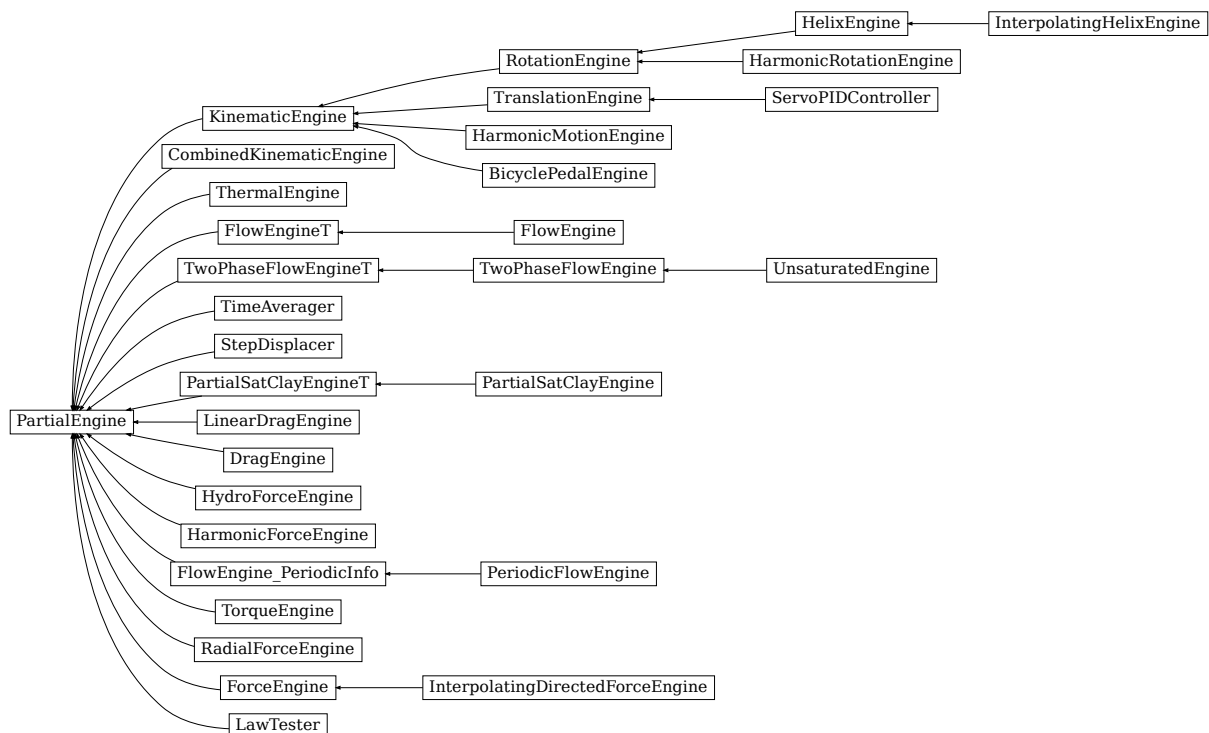 HelixEngine
InterpolatingHelixEngine
RotationEngine
HarmonicRotationEngine
TranslationEngine
ServoPIDController
KinematicEngine
HarmonicMotionEngine
CombinedKinematicEngine
BicyclePedalEngine
ThermalEngine
FlowEngineT
FlowEngine
TwoPhaseFlowEngineT
TwoPhaseFlowEngine
UnsaturatedEngine
TimeAverager
StepDisplacer
PartialSatClayEngineT
PartialSatClayEngine
PartialEngine
LinearDragEngine
DragEngine
HydroForceEngine
HarmonicForceEngine
FlowEngine_PeriodicInfo
PeriodicFlowEngine
TorqueEngine
RadialForceEngine
ForceEngine
InterpolatingDirectedForceEngine
LawTester